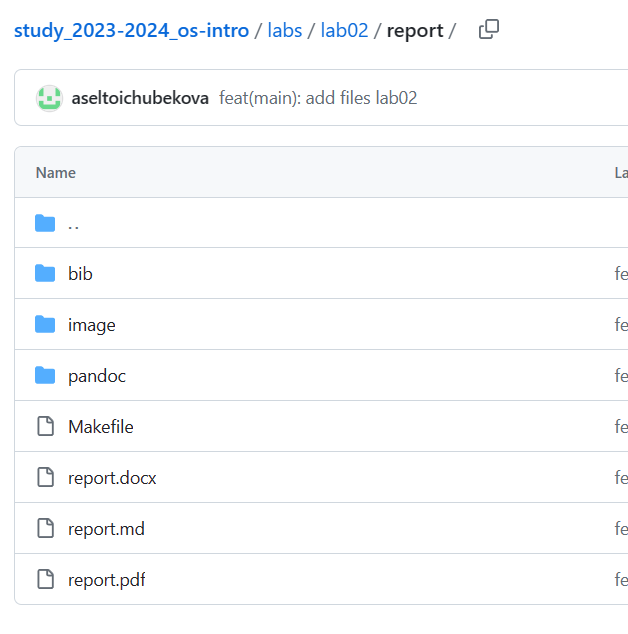 study_2023-2024_os-intro / labs / lab02 / report /
aseltoichubekova feat(main): add files lab02
Name La
..
bib fe
image fe
pandoc fe
Makefile fe
report.docx fe
report.md fe
report.pdf fe